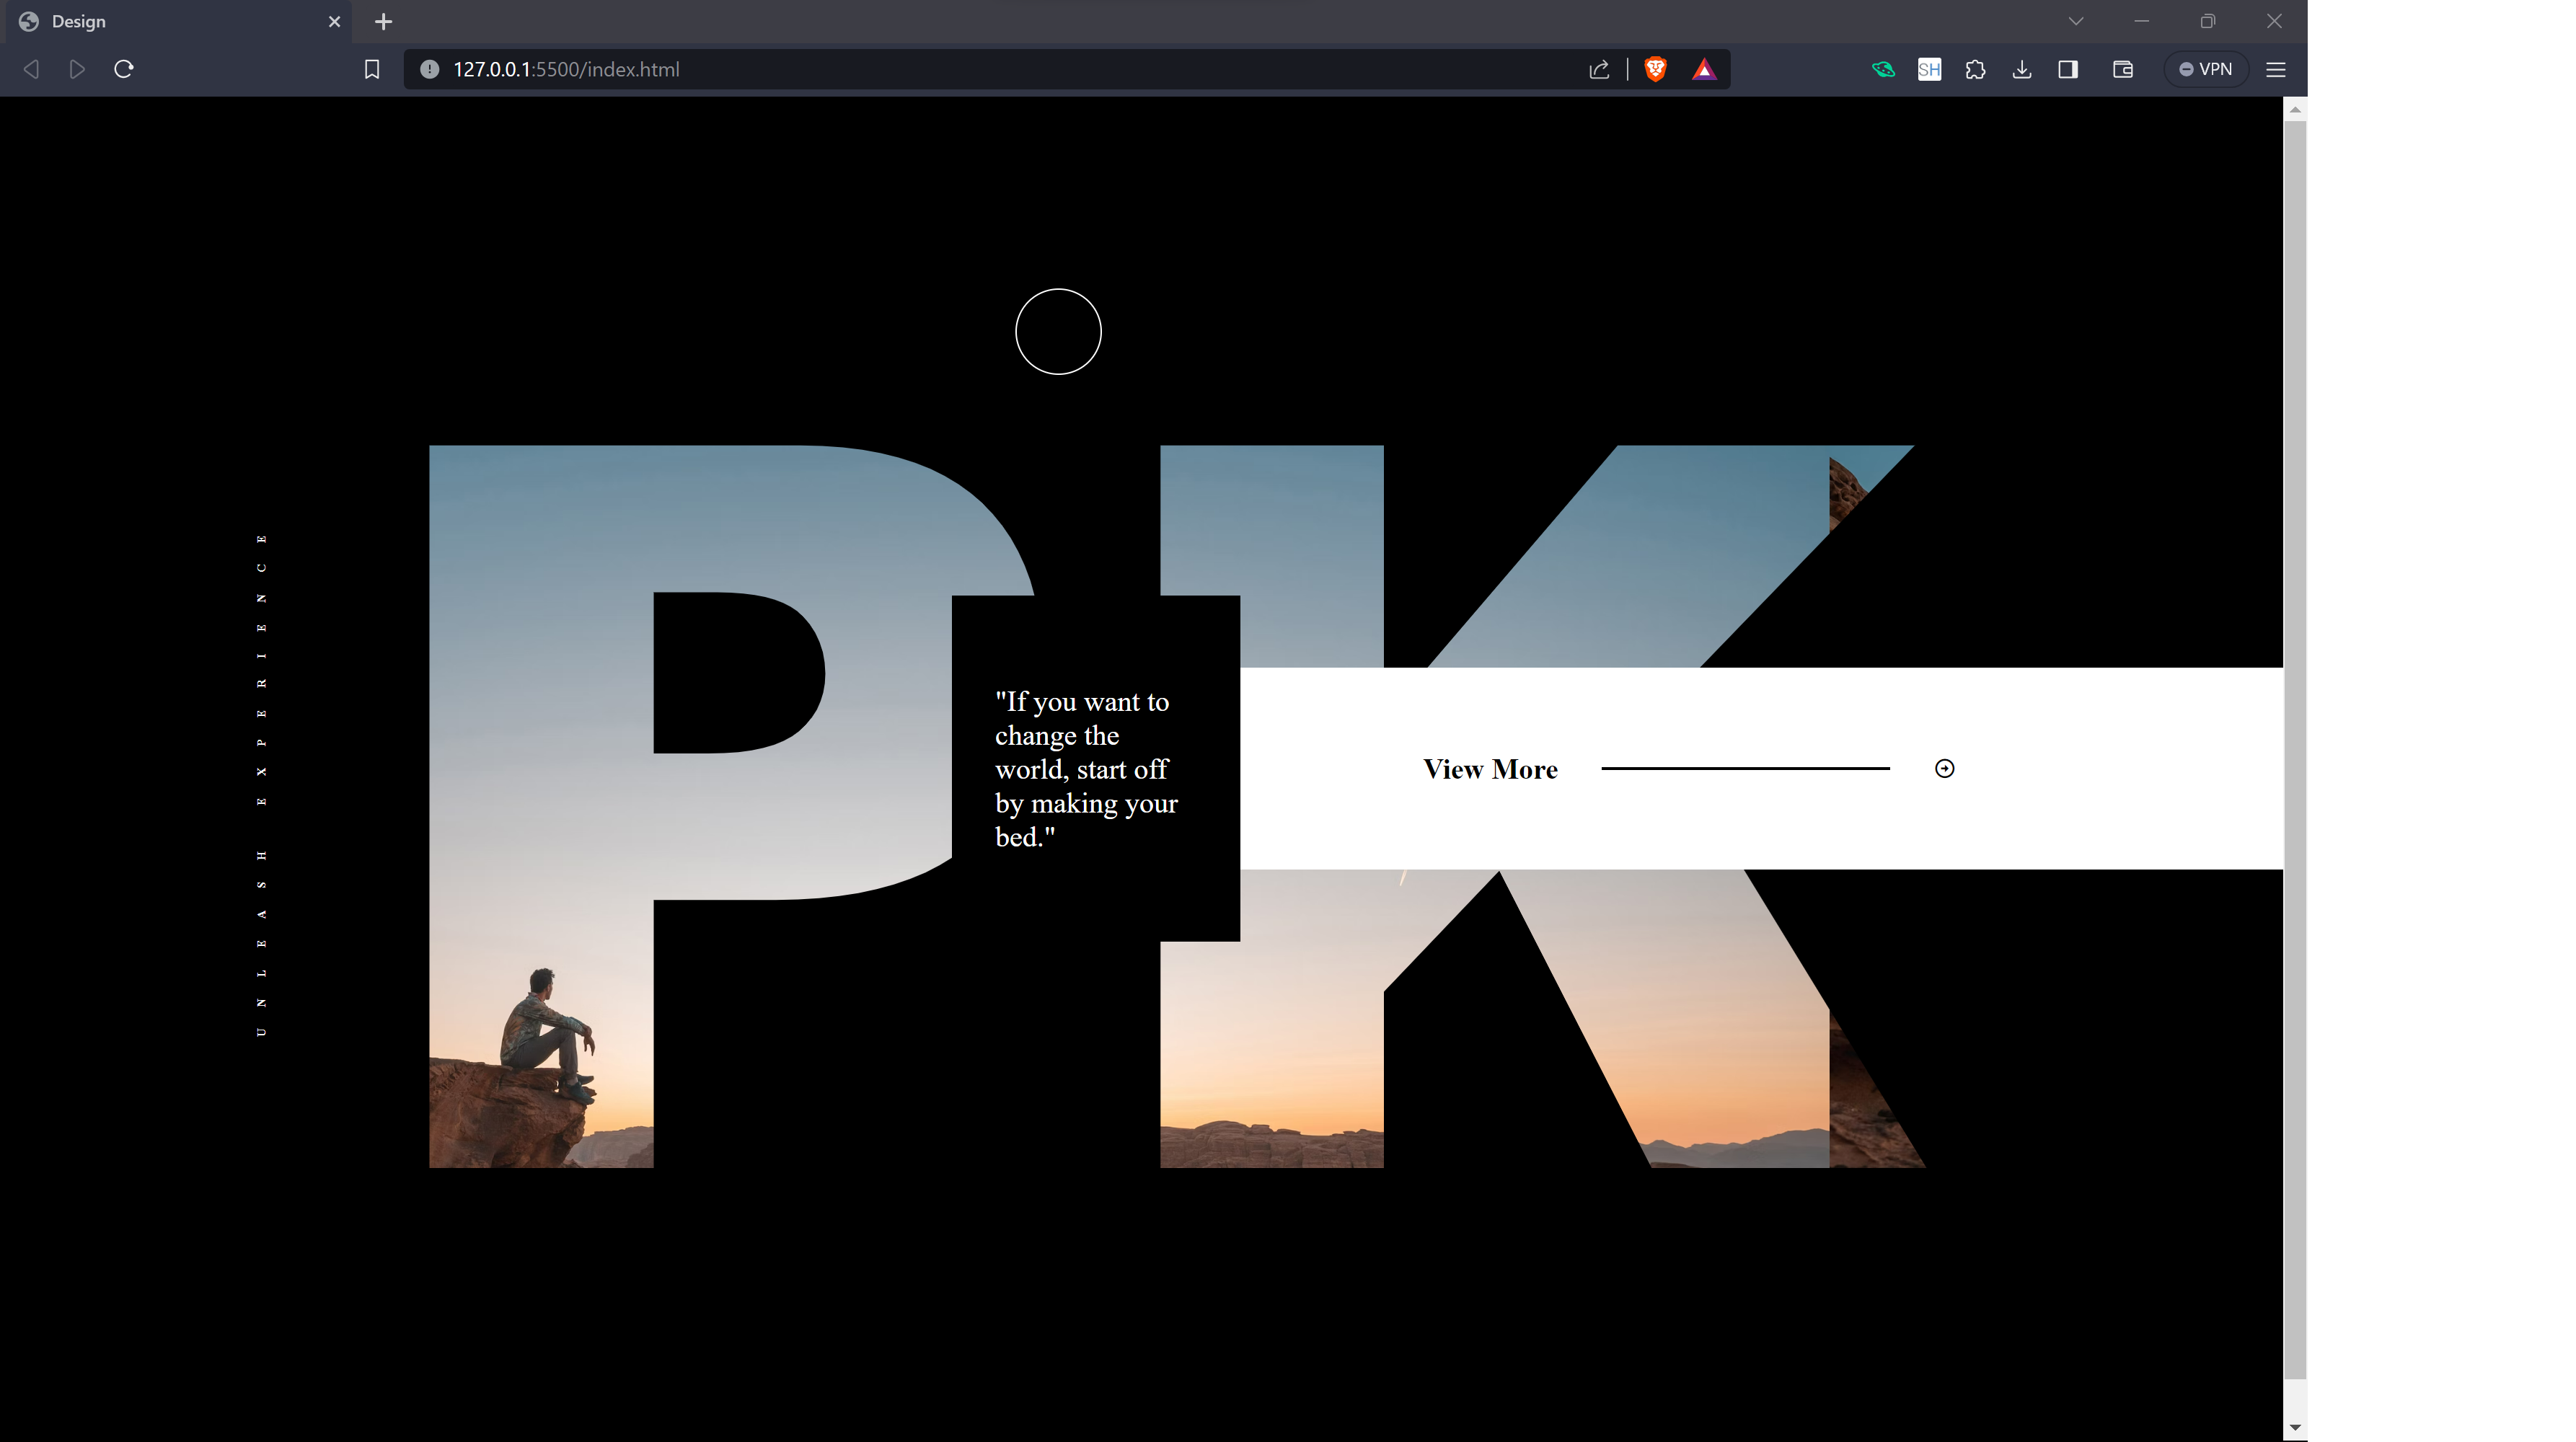 Design
127.0.0.1:5500/index.html
SH
VPN
UNLEASH EXPERIENCE
PK
"If you want to
change the
world, start off
by making your
bed."
View More